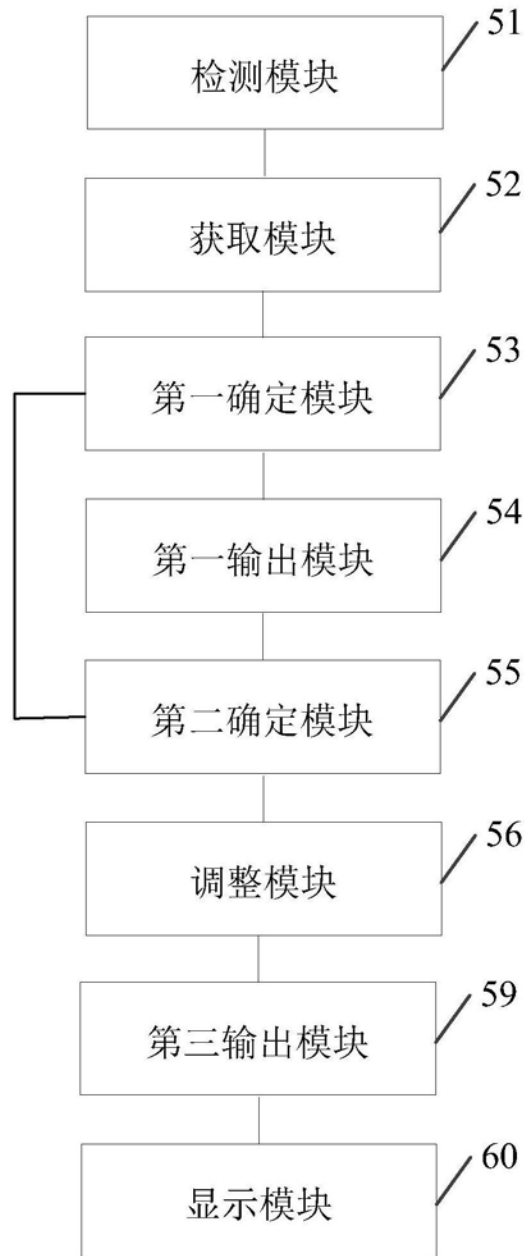 51
检测模块
52
获取模块
53
第一确定模块
54
第一输出模块
55
第二确定模块
56
调整模块
59
第三输出模块
60
显示模块